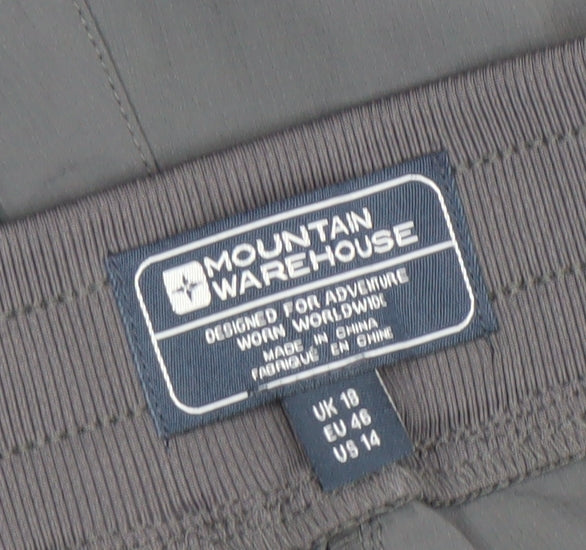 MOUNTAIN
WAREHOUSE
DESIGNED FOR ADVENTURE
WORN WORLDWIDE
MADE IN CHINA
FABRIQUÉ EN CHINE
UK 18
EU 46
US 14